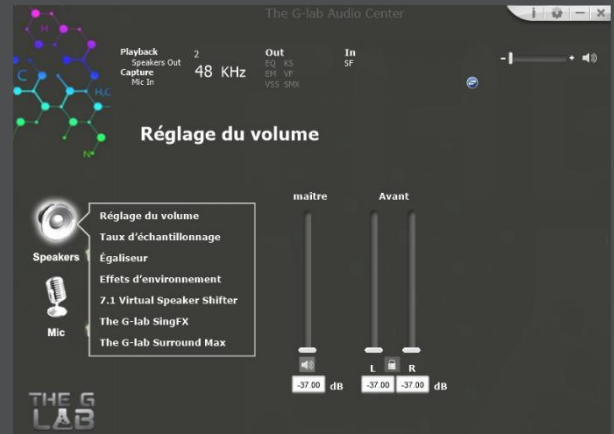 The G-lab Audio Center
Playback
Speakers Out
Capture
Mic In
2
48 KHz
Out
EQ KS
EM VF
VSS SMX
In
SF
- +
Réglage du volume
H
C
H₃C
N
Speakers
Mic
Réglage du volume
Taux d’échantillonnage
Égaliseur
Effets d’environnement
7.1 Virtual Speaker Shifter
The G-lab SingFX
The G-lab Surround Max
maître
Avant
L R
-37.00 dB
-37.00 -37.00 dB
THE G
LAB